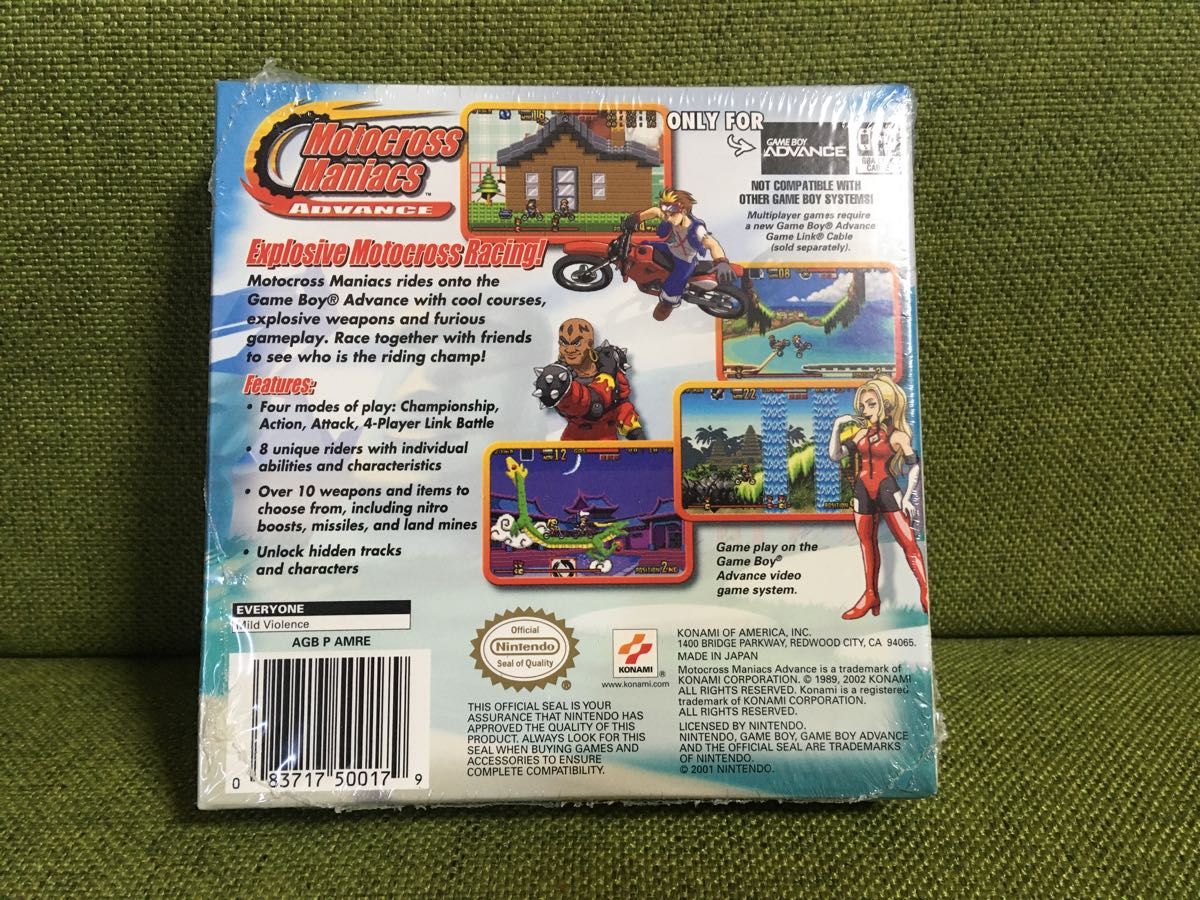 Motocross
Maniacs™
ADVANCE
ONLY FOR
GAME BOY
ADVANCE
NOT COMPATIBLE WITH
OTHER GAME BOY SYSTEMS!
Multiplayer games require
a new Game Boy® Advance
Game Link® Cable
(sold separately).
Explosive Motocross Racing!
Motocross Maniacs rides onto the
Game Boy® Advance with cool courses,
explosive weapons and furious
gameplay. Race together with friends
to see who is the riding champ!
Features:
• Four modes of play: Championship,
Action, Attack, 4-Player Link Battle
• 8 unique riders with individual
abilities and characteristics
• Over 10 weapons and items to
choose from, including nitro
boosts, missiles, and land mines
• Unlock hidden tracks
and characters
16
08
22
12
POSITION
POSITION 2ND
Game play on the
Game Boy®
Advance video
game system.
EVERYONE
Mild Violence
AGB P AMRE
0 83717 50017 9
Official
Nintendo
Seal of Quality
®
KONAMI®
www.konami.com
THIS OFFICIAL SEAL IS YOUR
ASSURANCE THAT NINTENDO HAS
APPROVED THE QUALITY OF THIS
PRODUCT. ALWAYS LOOK FOR THIS
SEAL WHEN BUYING GAMES AND
ACCESSORIES TO ENSURE
COMPLETE COMPATIBILITY.
KONAMI OF AMERICA, INC.
1400 BRIDGE PARKWAY, REDWOOD CITY, CA 94065.
MADE IN JAPAN
Motocross Maniacs Advance is a trademark of
KONAMI CORPORATION. © 1989, 2002 KONAMI
ALL RIGHTS RESERVED. Konami is a registered
trademark of KONAMI CORPORATION.
ALL RIGHTS RESERVED.
LICENSED BY NINTENDO.
NINTENDO, GAME BOY, GAME BOY ADVANCE
AND THE OFFICIAL SEAL ARE TRADEMARKS
OF NINTENDO.
© 2001 NINTENDO.